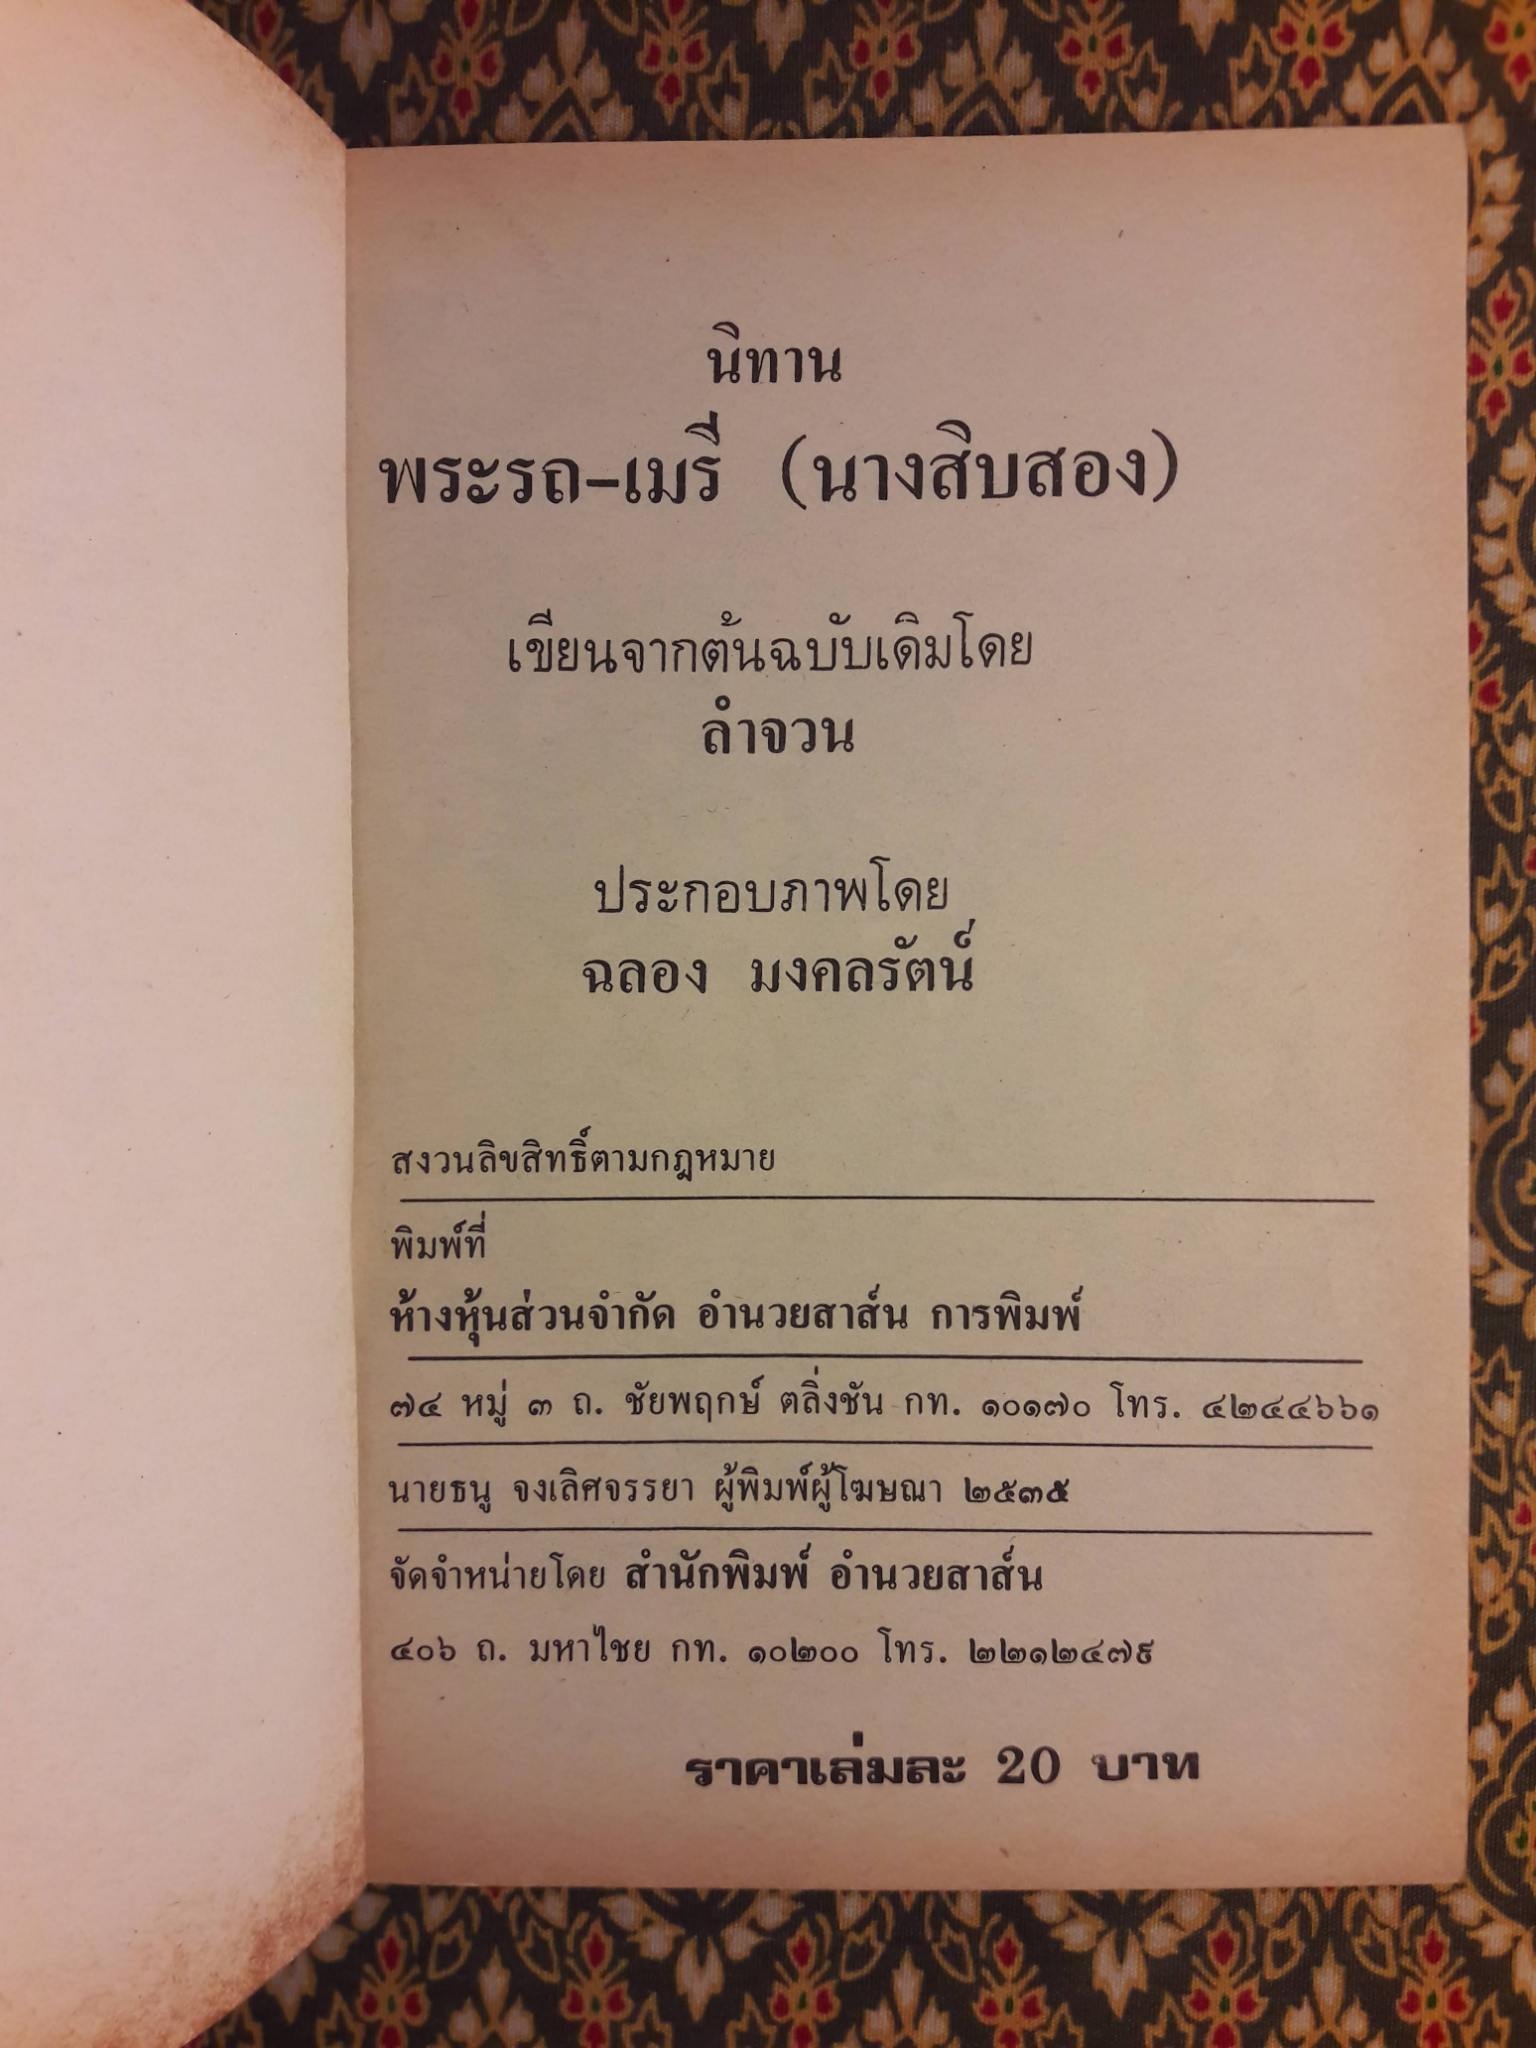 นิทาน
พระรถ-เมรี (นางสิบสอง)
เขียนจากต้นฉบับเดิมโดย
ลำจวน
ประกอบภาพโดย
ฉลอง มงคลรัตน์
สงวนลิขสิทธิ์ตามกฎหมาย
พิมพ์ที่
ห้างหุ้นส่วนจำกัด อำนวยสาส์น การพิมพ์
๗๔ หมู่ ๓ ถ. ชัยพฤกษ์ ตลิ่งชัน กท. ๑๐๑๗๐ โทร. ๔๒๔๔๖๖๑
นายธนู จงเลิศจรรยา ผู้พิมพ์ผู้โฆษณา ๒๕๓๕
จัดจำหน่ายโดย สำนักพิมพ์ อำนวยสาส์น
๔๐๖ ถ. มหาไชย กท. ๑๐๒๐๐ โทร. ๒๒๑๒๔๗๙
ราคาเล่มละ 20 บาท